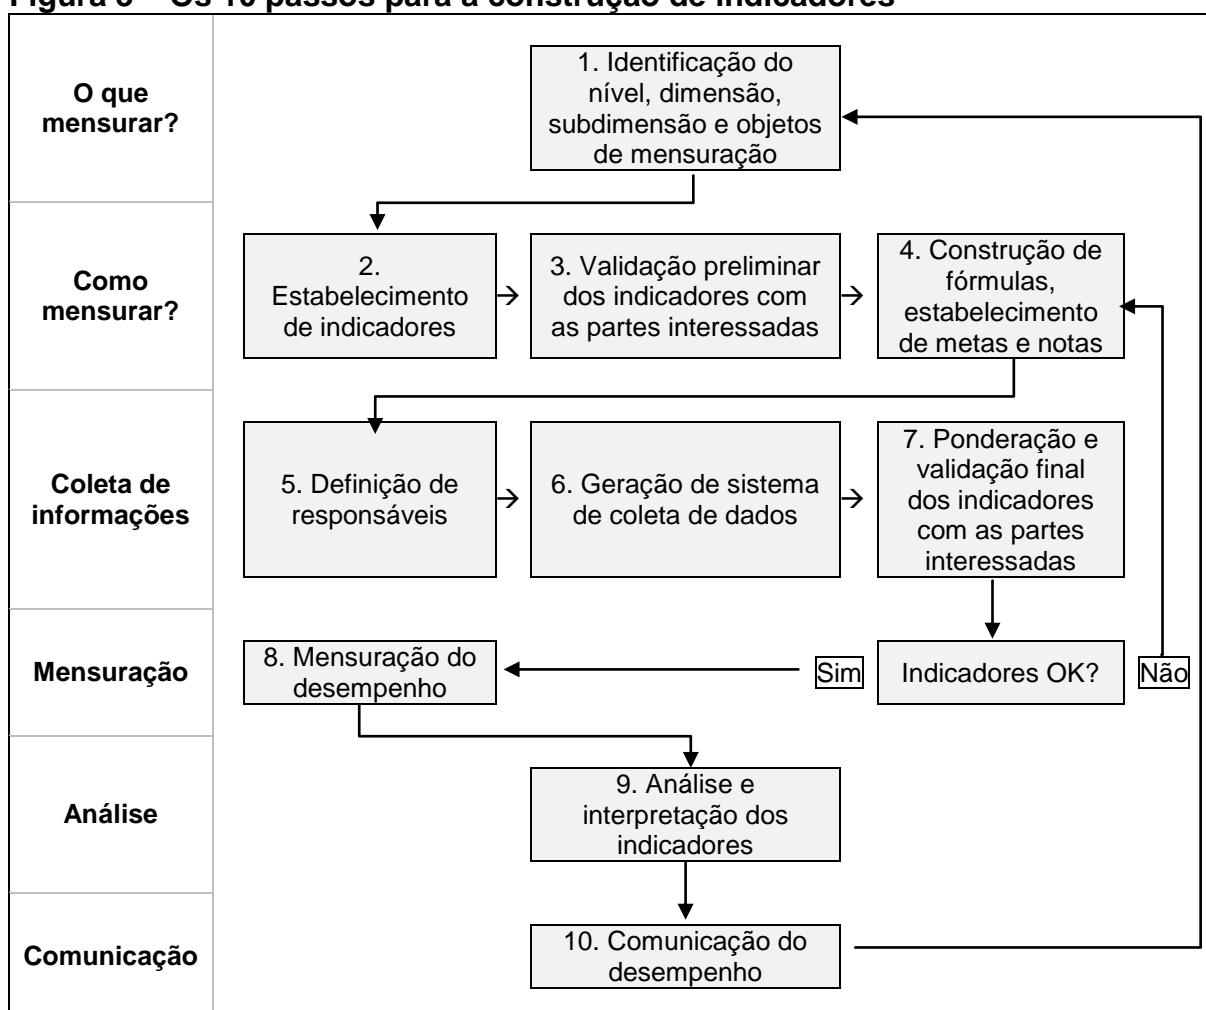 Os 10 passos para a construção de indicadores
O que
mensurar?
1. Identificação do
nível, dimensão,
subdimensão e objetos
de mensuração
Como
mensurar?
2.
Estabelecimento
de indicadores
3. Validação preliminar
dos indicadores com
as partes interessadas
4. Construção de
fórmulas,
estabelecimento
de metas e notas
Coleta de
informações
5. Definição de
responsáveis
6. Geração de sistema
de coleta de dados
7. Ponderação e
validação final
dos indicadores
com as partes
interessadas
Mensuração
8. Mensuração do
desempenho
Sim
Indicadores OK?
Não
Análise
9. Análise e
interpretação dos
indicadores
Comunicação
10. Comunicação do
desempenho